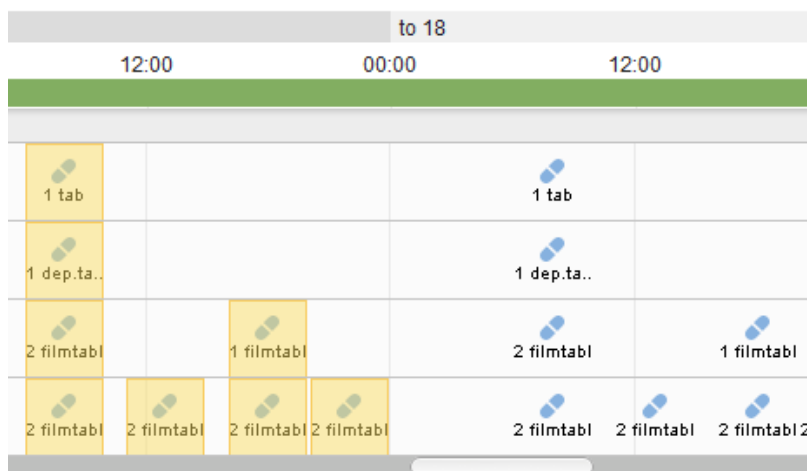 to 18
12:00 00:00 12:00
1 tab 1 tab
1 dep.ta.. 1 dep.ta..
2 filmtabl 1 filmtabl 2 filmtabl 1 filmtabl
2 filmtabl 2 filmtabl 2 filmtabl 2 filmtabl 2 filmtabl 2 filmtabl 2 filmtabl 2